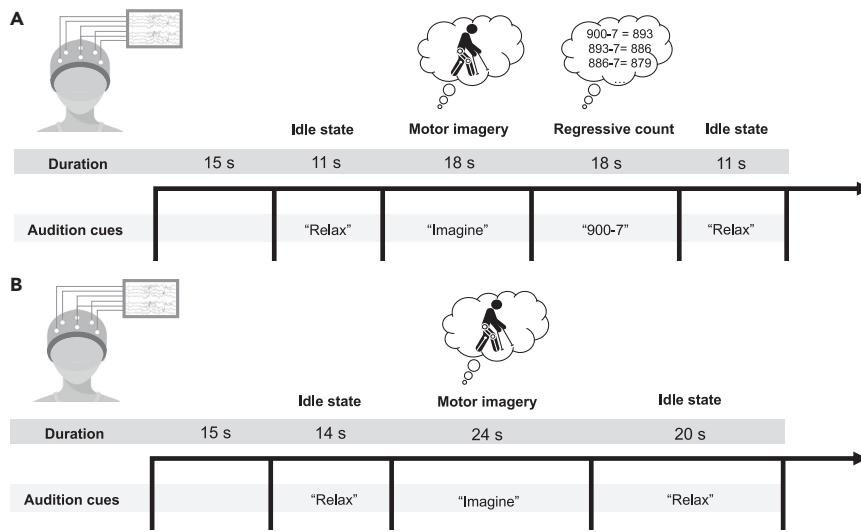 A
900-7 = 893
893-7= 886
886-7= 879
...
Idle state Motor imagery Regressive count Idle state
Duration 15 s 11 s 18 s 18 s 11 s
Audition cues “Relax” “Imagine” “900-7” “Relax”
B
Idle state Motor imagery Idle state
Duration 15 s 14 s 24 s 20 s
Audition cues “Relax” “Imagine” “Relax”